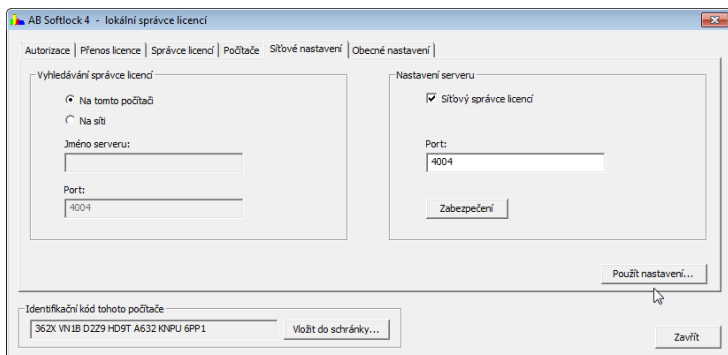 AB Softlock 4 - lokální správce licencí
Autorizace Přenos licence Správce licencí Počítače Síťové nastavení Obecné nastavení
Vyhledávání správce licencí
Na tomto počítači
Na síti
Jméno serveru:
Port:
4004
Nastavení serveru
Síťový správce licencí
Port:
4004
Zabezpečení
Použít nastavení...
Identifikační kód tohoto počítače
362X VN1B D2Z9 HD9T A632 KNPU 6PP1
Vložit do schránky...
Zavřít